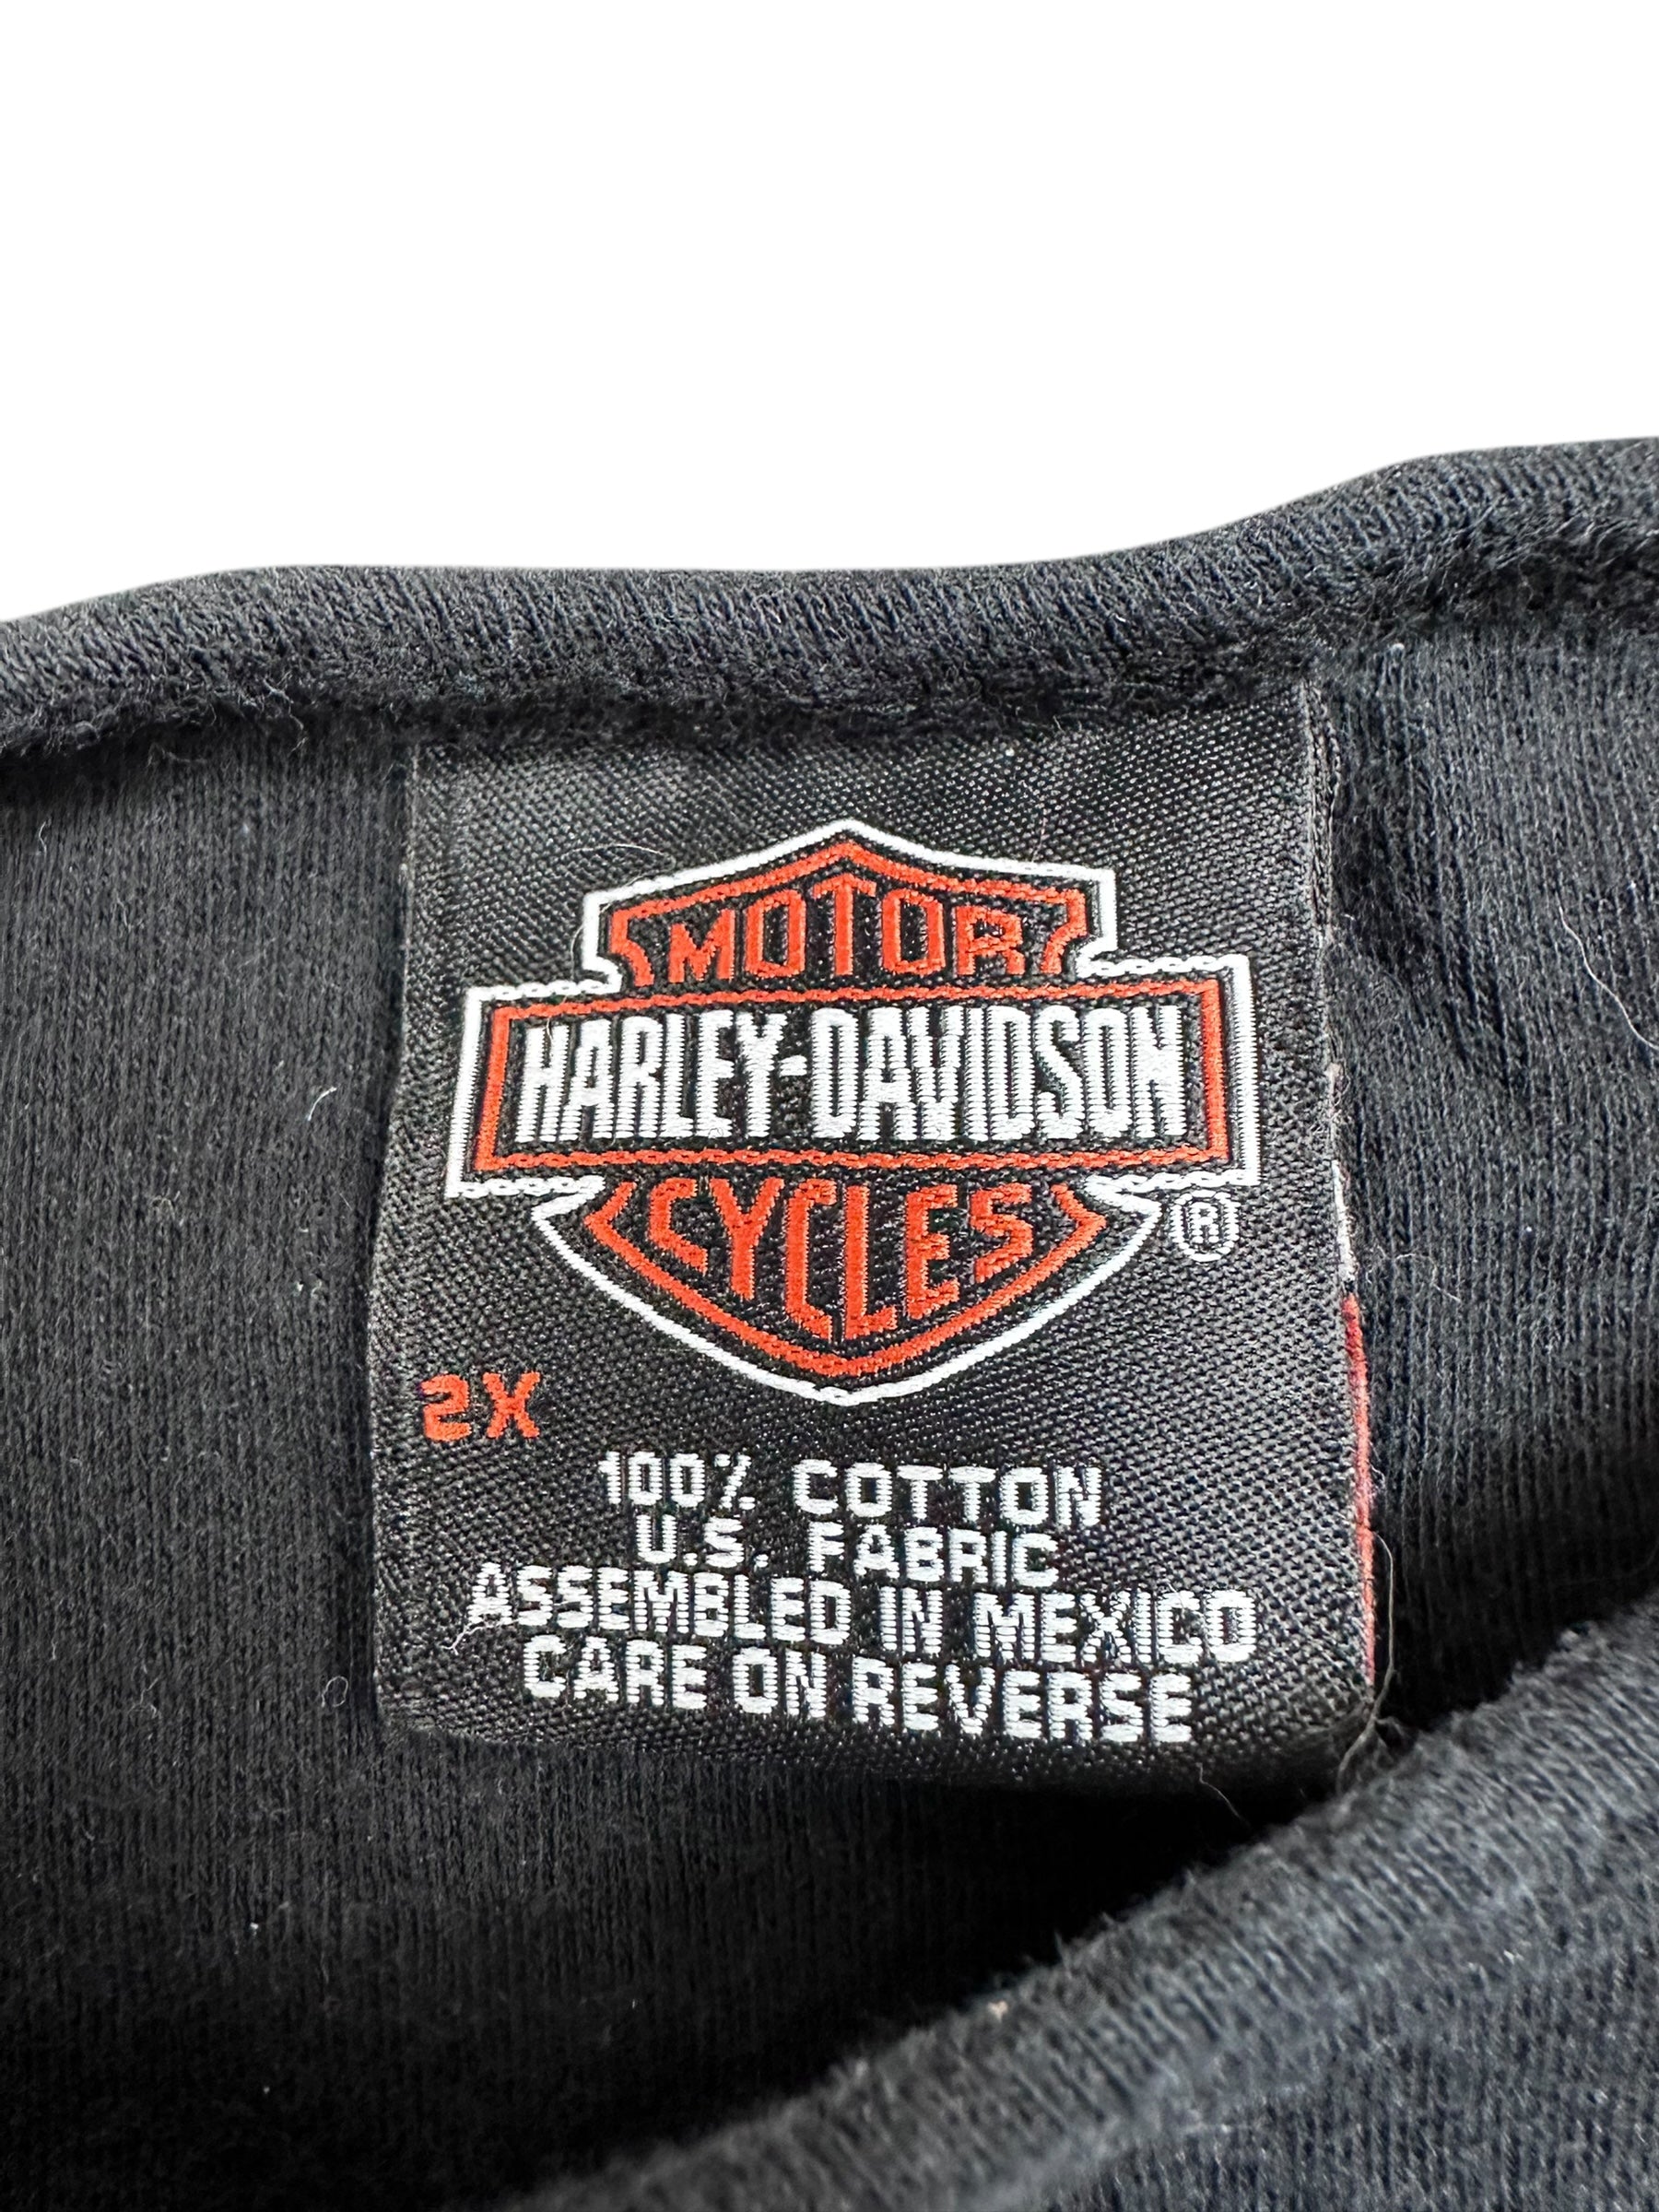 MOTOR
HARLEY-DAVIDSON
CYCLES
®
2X
100% COTTON
U.S. FABRIC
ASSEMBLED IN MEXICO
CARE ON REVERSE